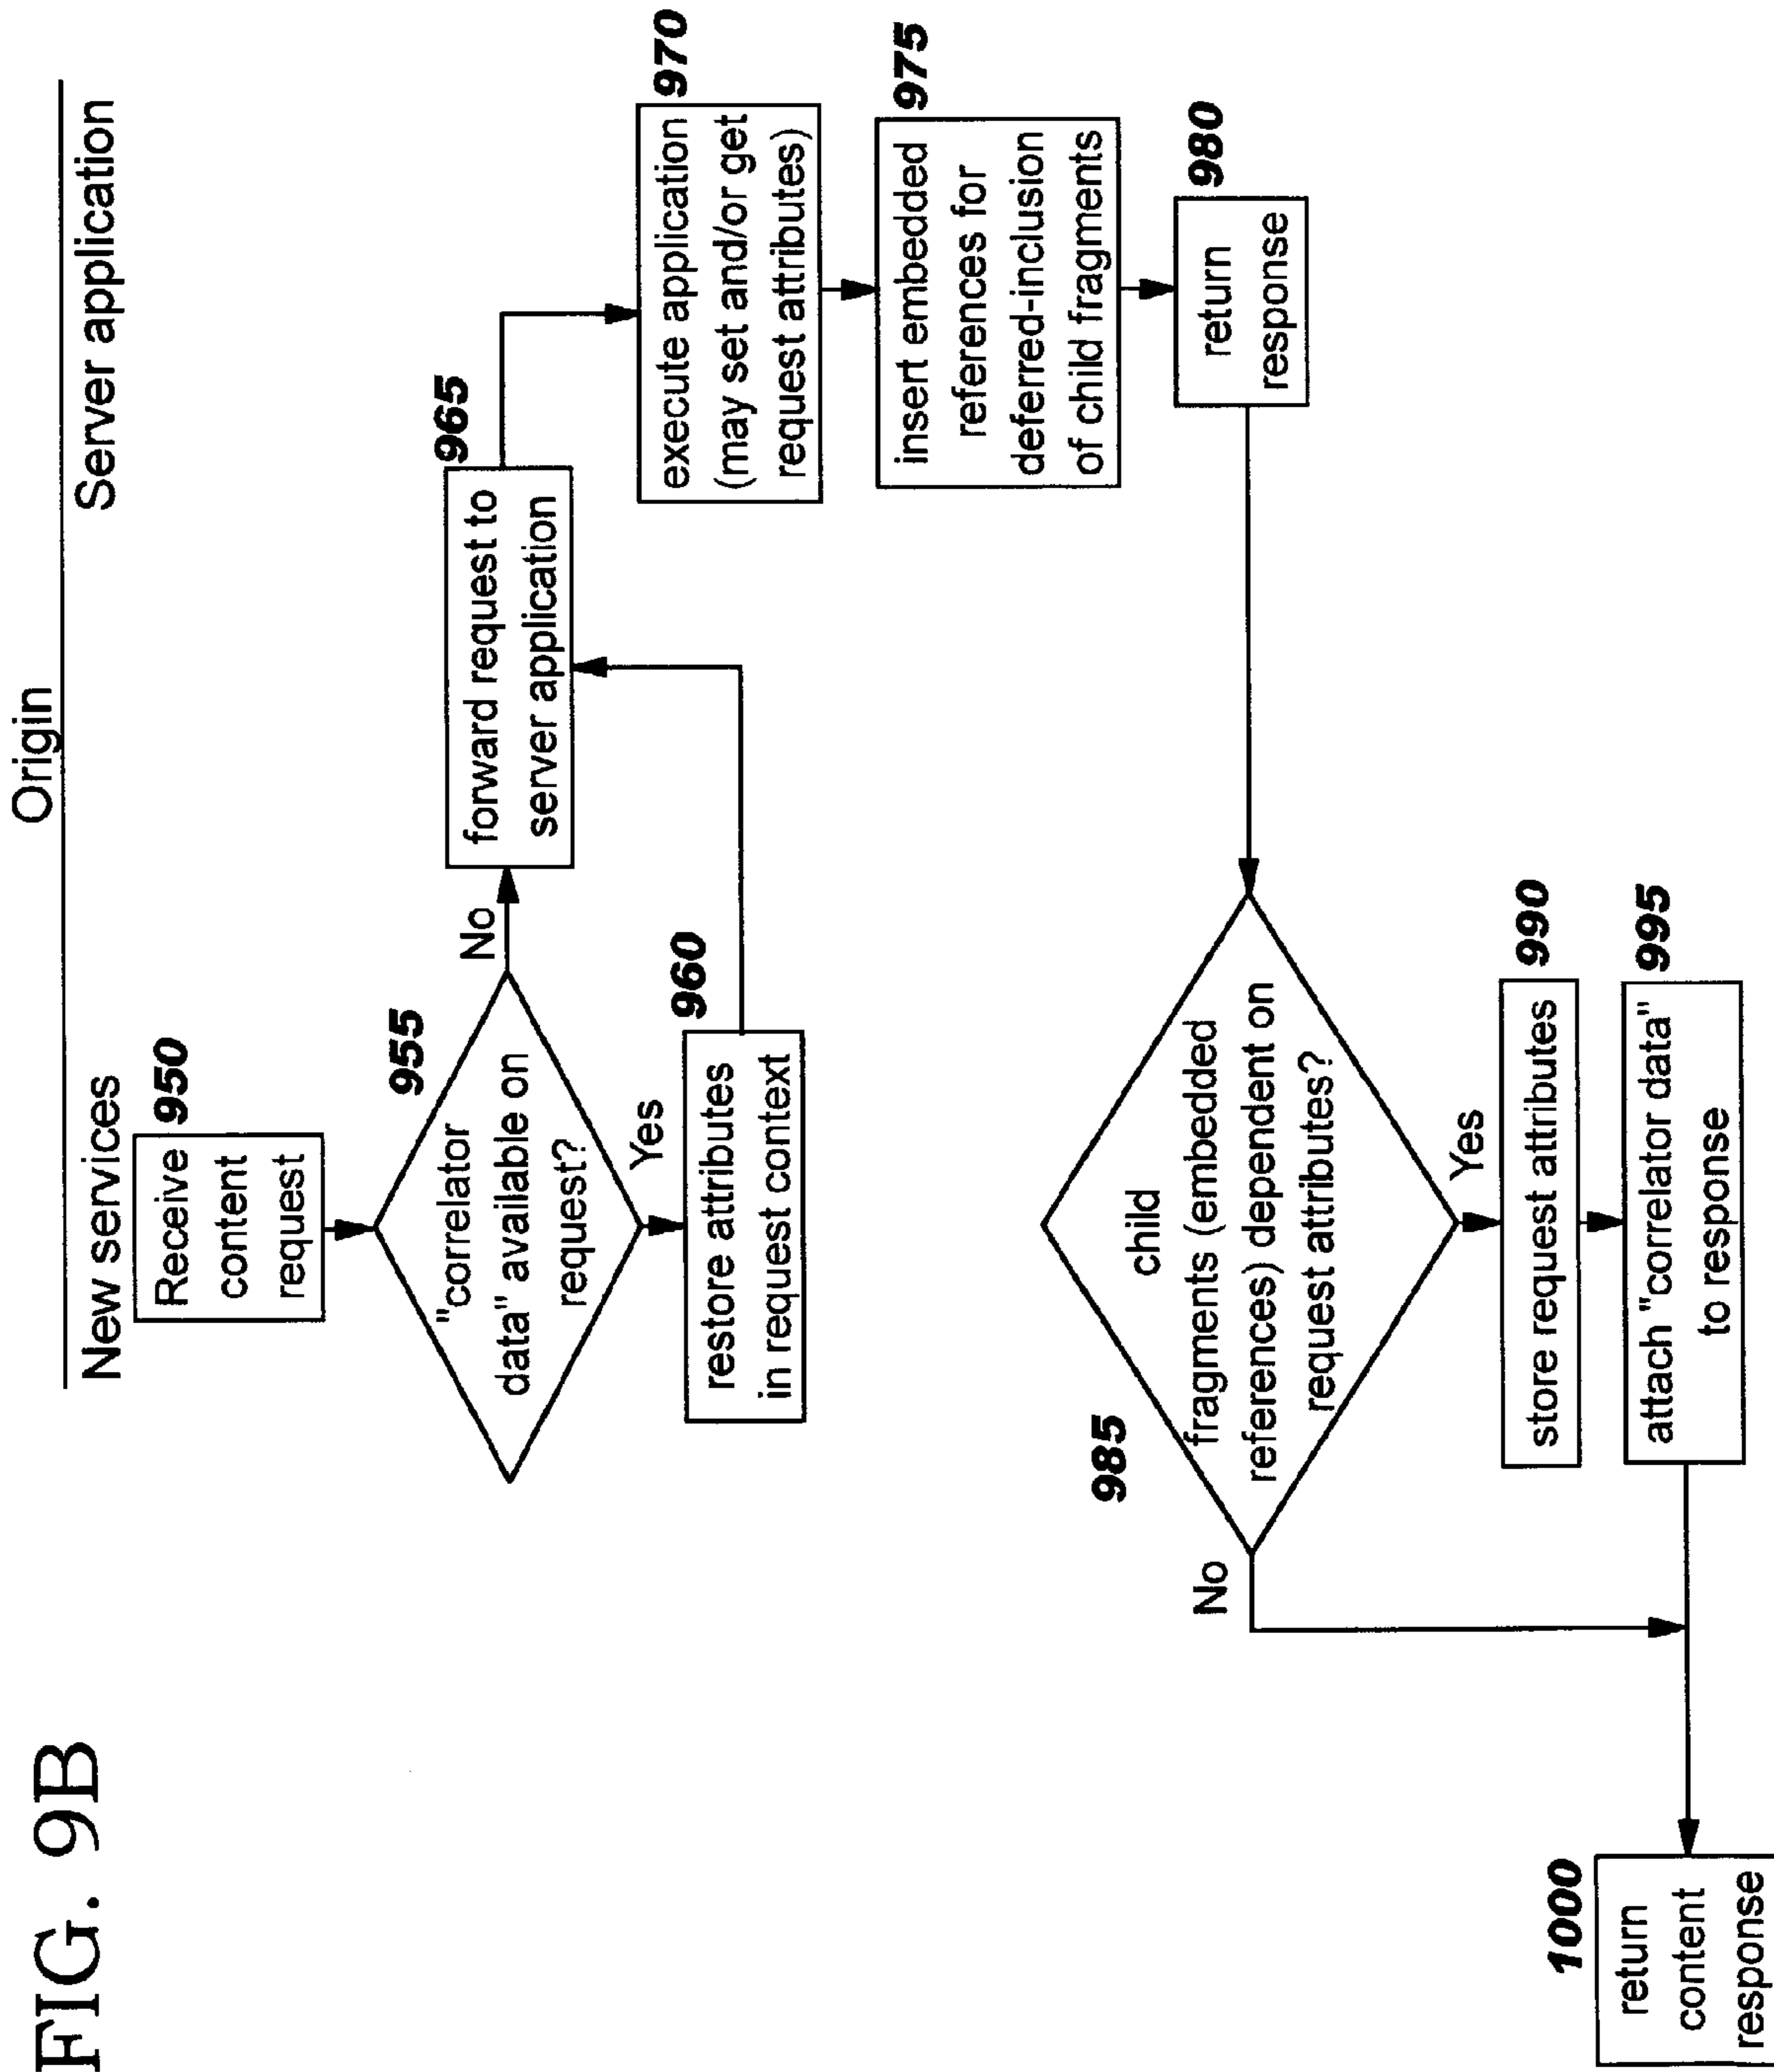 FIG. 9B
Origin
New services
Server application
950
Receive
content
request
955
"correlator
data" available on
request?
No
Yes
960
restore attributes
in request context
965
forward request to
server application
970
execute application
(may set and/or get
request attributes)
975
insert embedded
references for
deferred-inclusion
of child fragments
980
return
response
985
child
fragments (embedded
references) dependent on
request attributes?
No
Yes
990
store request attributes
995
attach "correlator data"
to response
1000
return
content
response